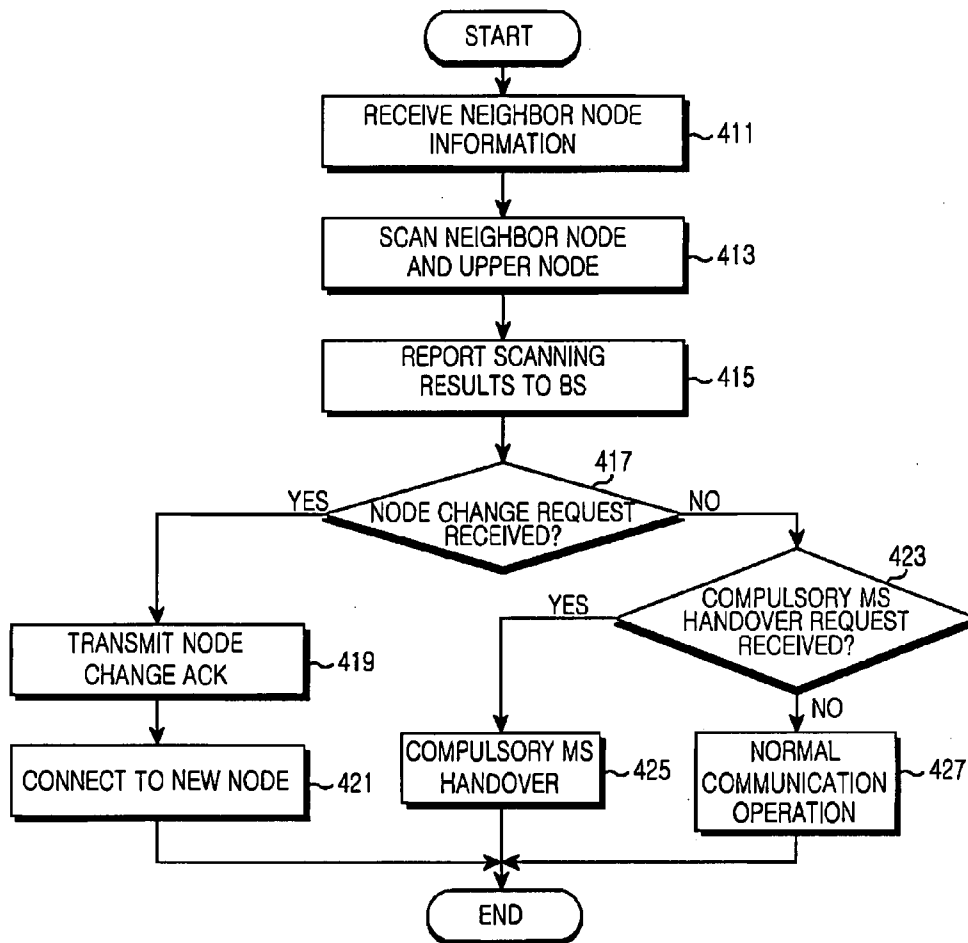 START
RECEIVE NEIGHBOR NODE
INFORMATION
411
SCAN NEIGHBOR NODE
AND UPPER NODE
413
REPORT SCANNING
RESULTS TO BS
415
417
YES
NODE CHANGE REQUEST
RECEIVED?
NO
423
YES
COMPULSORY MS
HANDOVER REQUEST
RECEIVED?
NO
TRANSMIT NODE
CHANGE ACK
419
CONNECT TO NEW NODE
421
COMPULSORY MS
HANDOVER
425
NORMAL
COMMUNICATION
OPERATION
427
END